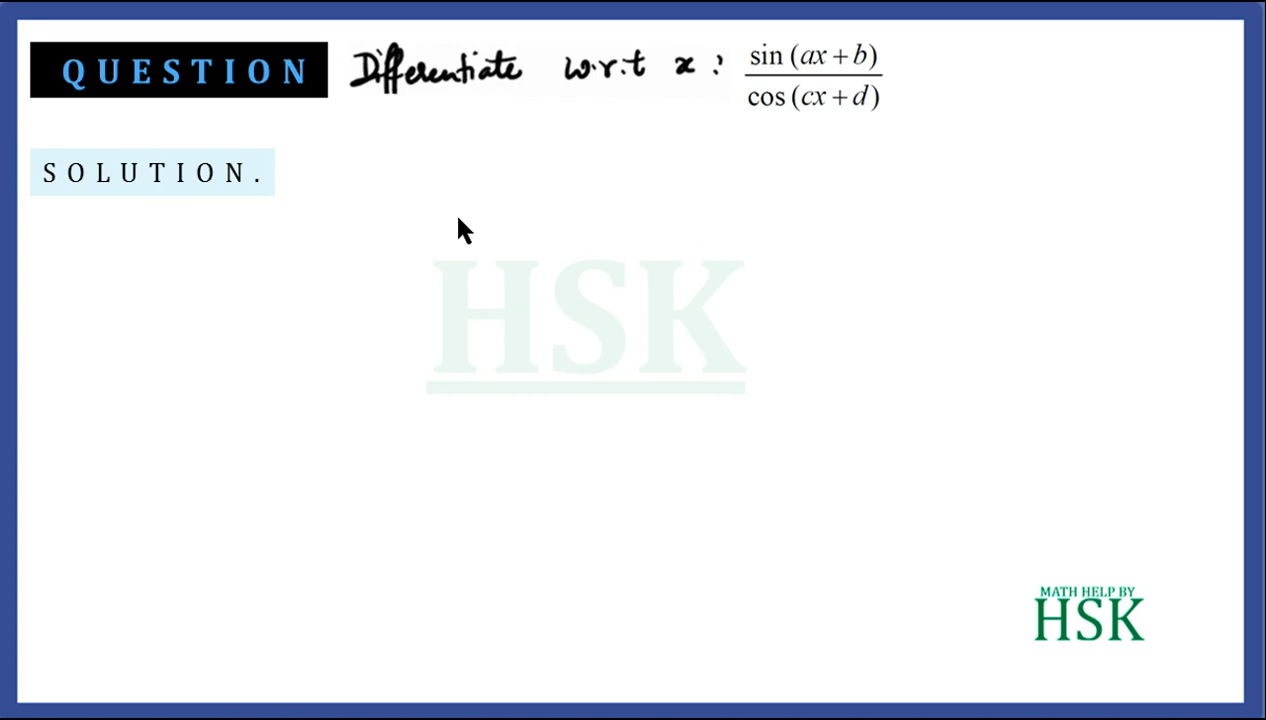 QUESTION Differentiate w.r.t x : sin (ax + b) / cos (cx + d)
SOLUTION.
HSK
MATH HELP BY
HSK